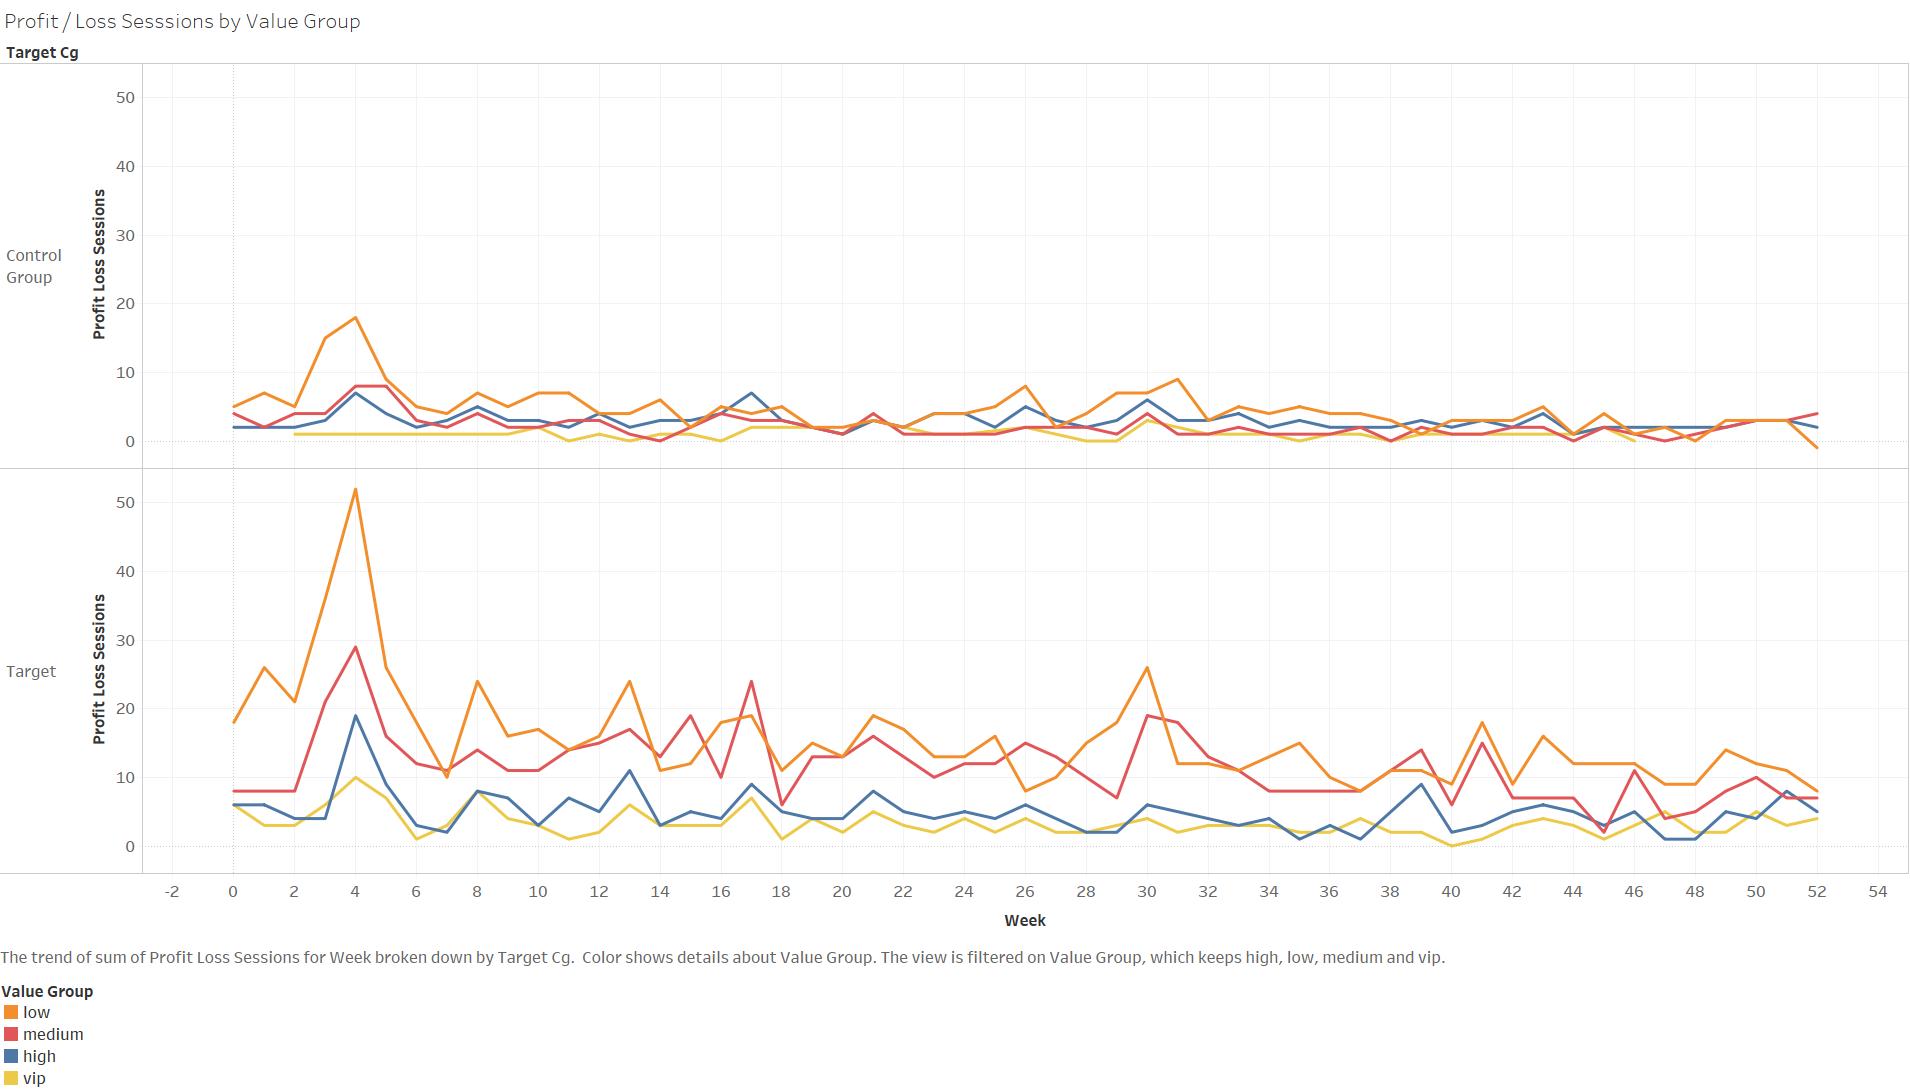 Profit / Loss Sesssions by Value Group
Target Cg
Control
Group
Profit Loss Sessions
50
40
30
20
10
0
Target
Profit Loss Sessions
50
40
30
20
10
0
-2 0 2 4 6 8 10 12 14 16 18 20 22 24 26 28 30 32 34 36 38 40 42 44 46 48 50 52 54
Week
The trend of sum of Profit Loss Sessions for Week broken down by Target Cg.  Color shows details about Value Group. The view is filtered on Value Group, which keeps high, low, medium and vip.
Value Group
low
medium
high
vip